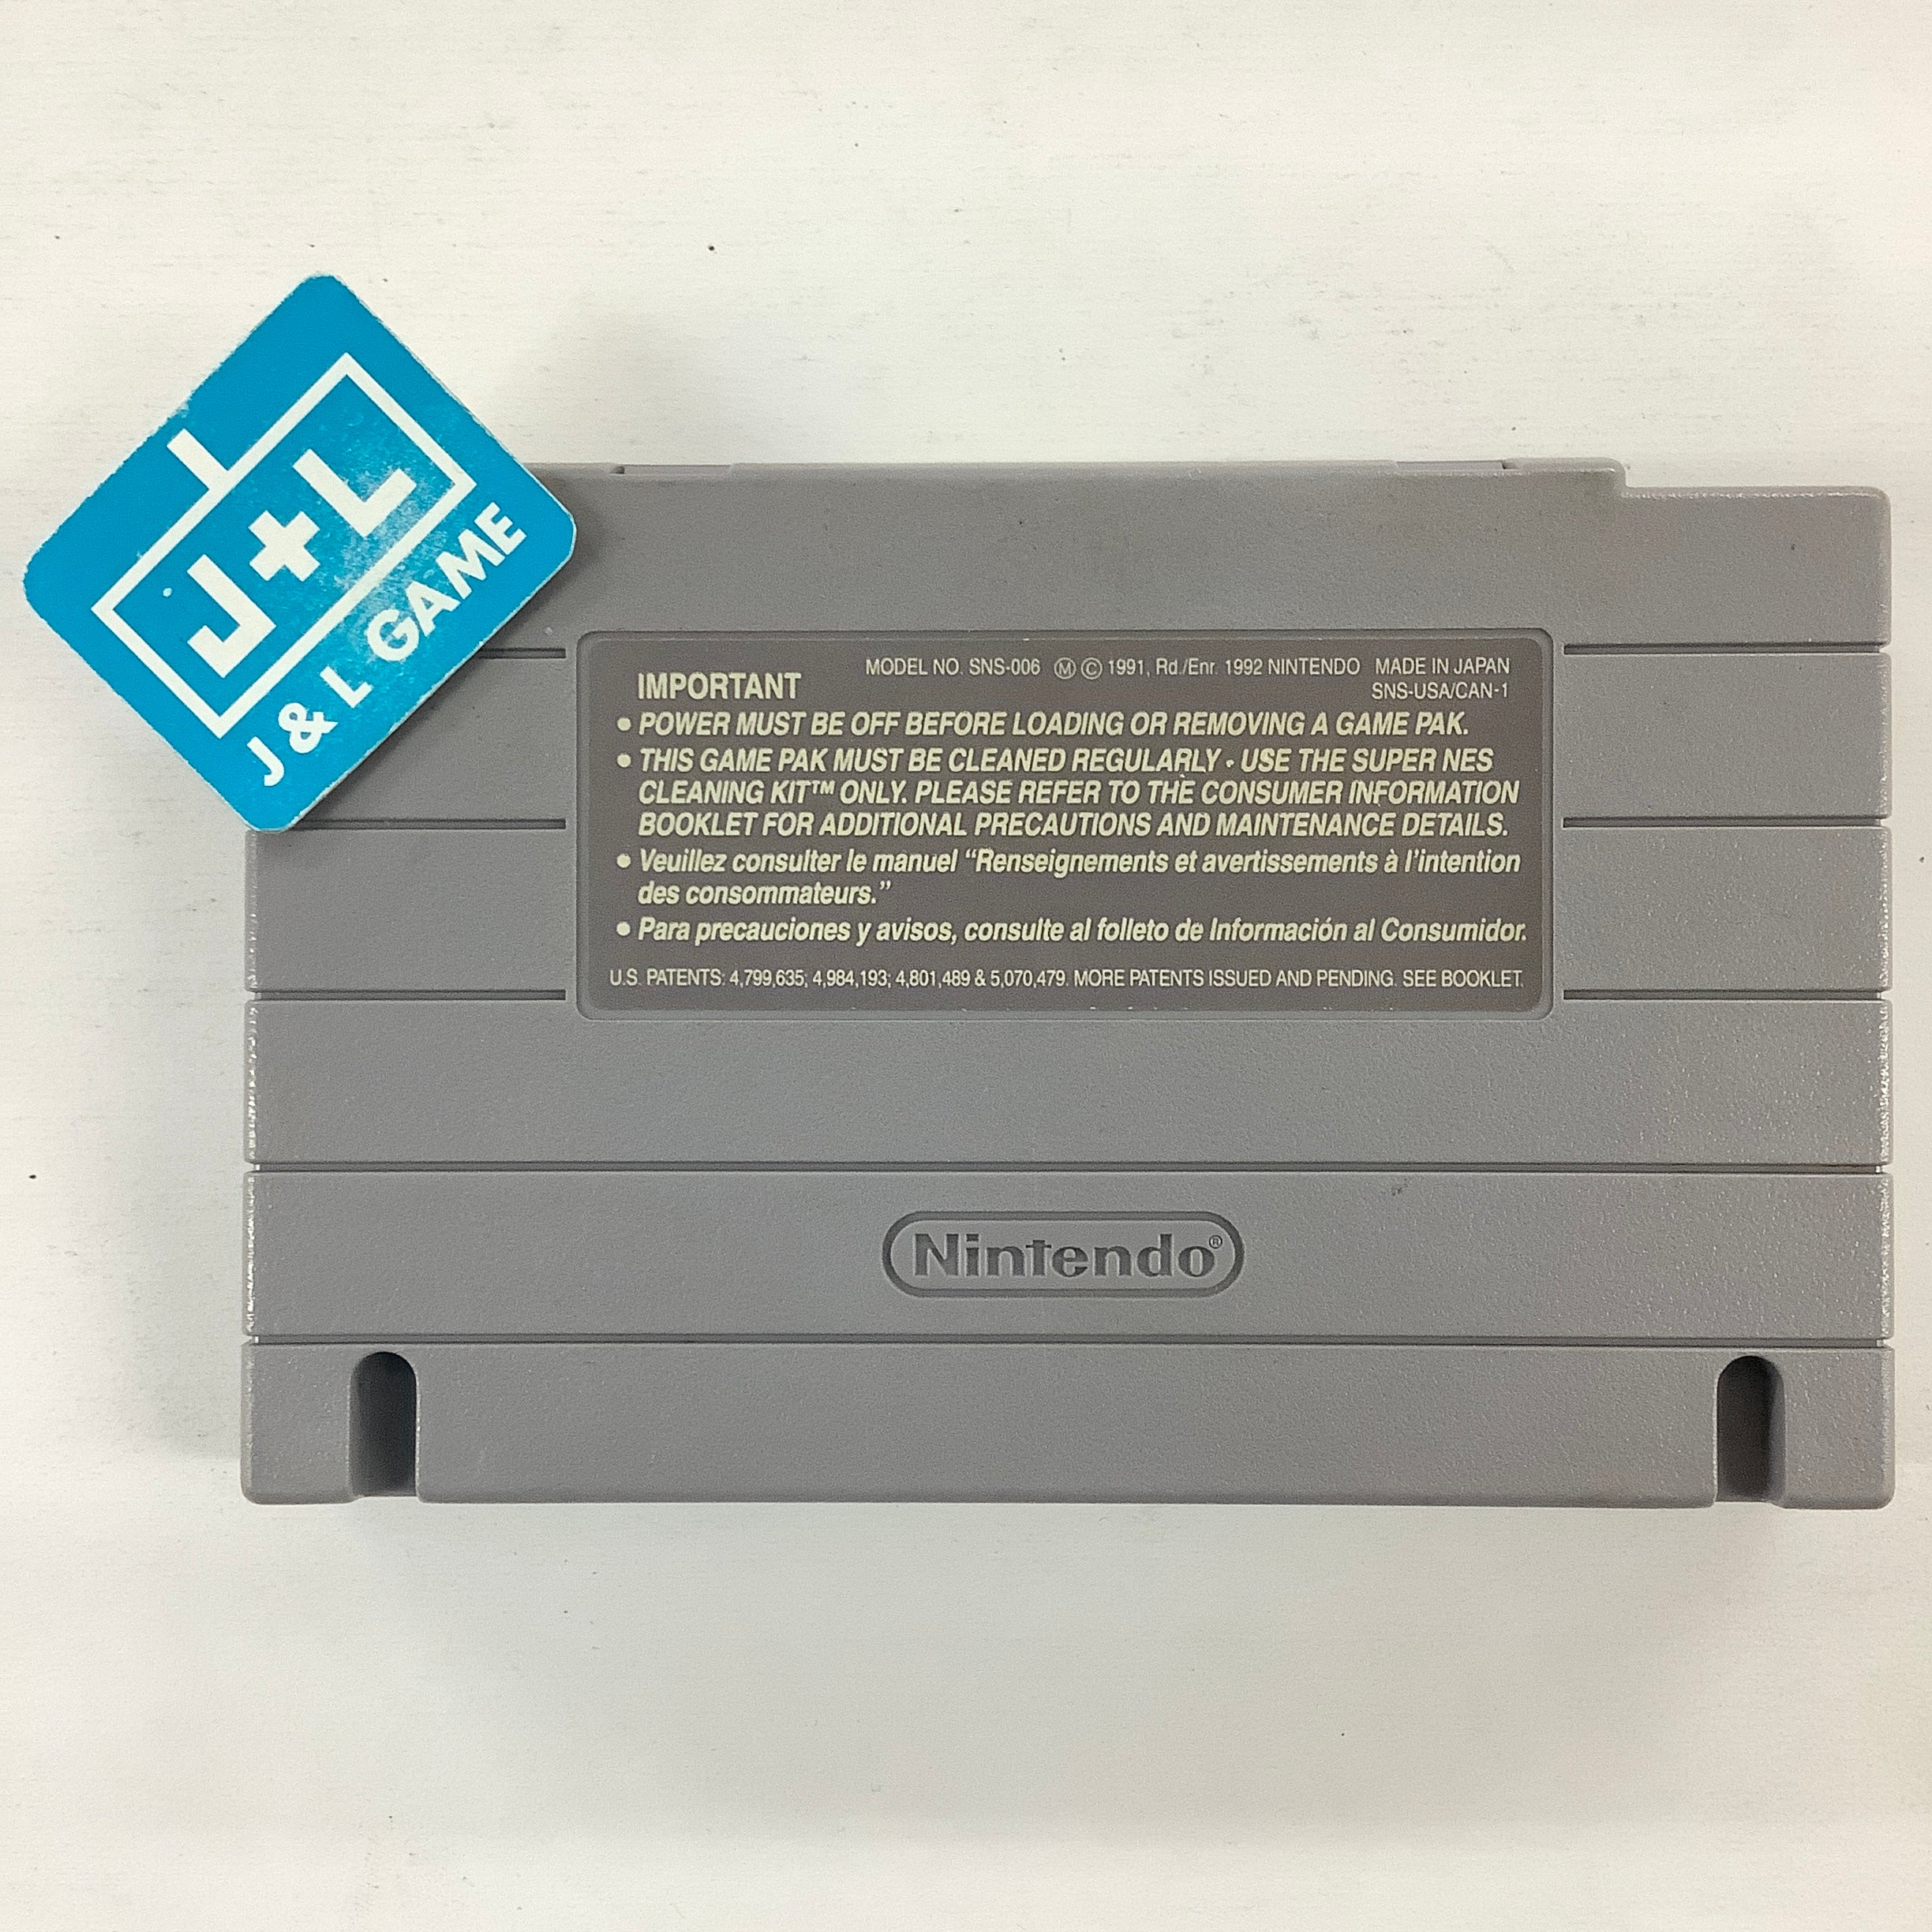 J+L
J & L GAME
MODEL NO. SNS-006 Ⓜ © 1991, Rd./Enr. 1992 NINTENDO MADE IN JAPAN
IMPORTANT
SNS-USA/CAN-1
• POWER MUST BE OFF BEFORE LOADING OR REMOVING A GAME PAK.
• THIS GAME PAK MUST BE CLEANED REGULARLY - USE THE SUPER NES
CLEANING KIT™ ONLY. PLEASE REFER TO THE CONSUMER INFORMATION
BOOKLET FOR ADDITIONAL PRECAUTIONS AND MAINTENANCE DETAILS.
• Veuillez consulter le manuel “Renseignements et avertissements à l'intention
des consommateurs.”
• Para precauciones y avisos, consulte al folleto de Información al Consumidor.
U.S. PATENTS: 4,799,635; 4,984,193; 4,801,489 & 5,070,479. MORE PATENTS ISSUED AND PENDING. SEE BOOKLET.
Nintendo®